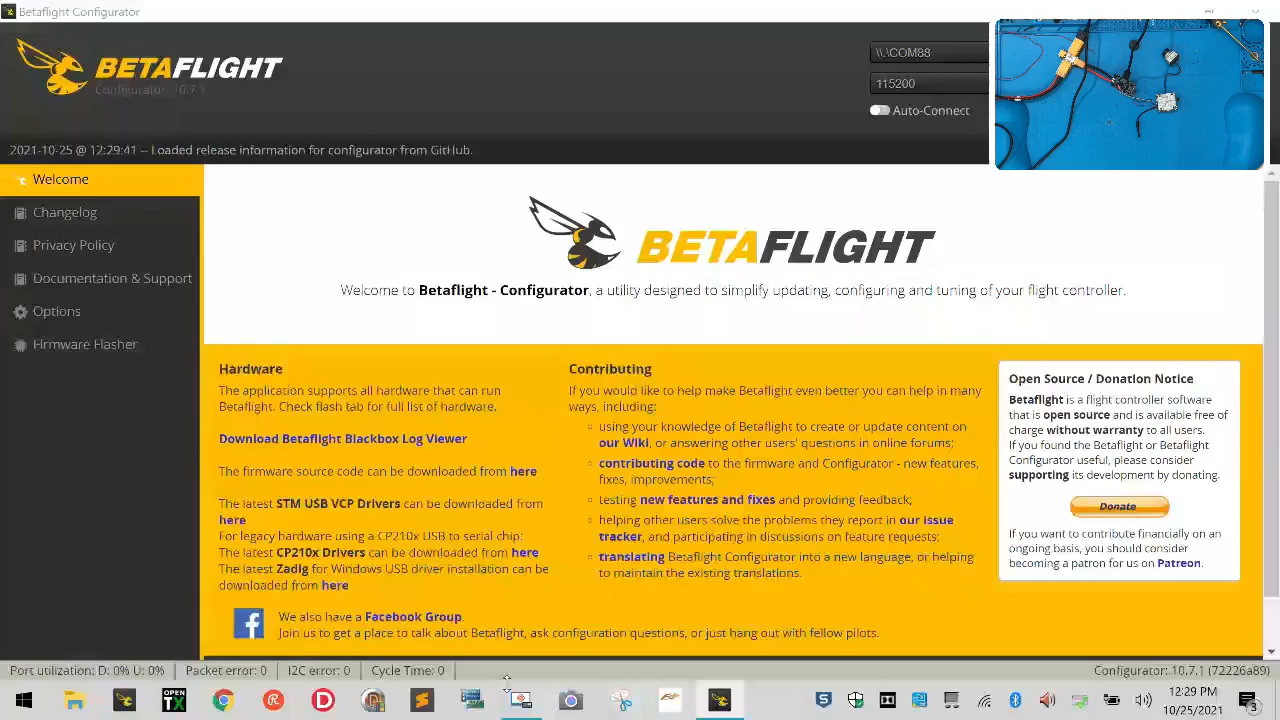 Betaflight Configurator
BETAFLIGHT
Configurator 10.7.1
\\.\COM88
115200
Auto-Connect
2021-10-25 @ 12:29:41 -- Loaded release information for configurator from GitHub.
Welcome
Changelog
Privacy Policy
Documentation & Support
Options
Firmware Flasher
BETAFLIGHT
Welcome to Betaflight - Configurator, a utility designed to simplify updating, configuring and tuning of your flight controller.
Hardware
The application supports all hardware that can run
Betaflight. Check flash tab for full list of hardware.
Download Betaflight Blackbox Log Viewer
The firmware source code can be downloaded from here
The latest STM USB VCP Drivers can be downloaded from
here
For legacy hardware using a CP210x USB to serial chip:
The latest CP210x Drivers can be downloaded from here
The latest Zadig for Windows USB driver installation can be
downloaded from here
Contributing
If you would like to help make Betaflight even better you can help in many
ways, including:
using your knowledge of Betaflight to create or update content on
our Wiki, or answering other users' questions in online forums;
contributing code to the firmware and Configurator - new features,
fixes, improvements;
testing new features and fixes and providing feedback;
helping other users solve the problems they report in our issue
tracker, and participating in discussions on feature requests;
translating Betaflight Configurator into a new language, or helping
to maintain the existing translations.
Open Source / Donation Notice
Betaflight is a flight controller software
that is open source and is available free of
charge without warranty to all users.
If you found the Betaflight or Betaflight
Configurator useful, please consider
supporting its development by donating.
Donate
If you want to contribute financially on an
ongoing basis, you should consider
becoming a patron for us on Patreon.
We also have a Facebook Group.
Join us to get a place to talk about Betaflight, ask configuration questions, or just hang out with fellow pilots.
Port utilization: D: 0% U: 0%
Packet error: 0
I2C error: 0
Cycle Time: 0
Configurator: 10.7.1 (72226a89)
OPEN
TX
12:29 PM
10/25/2021
3